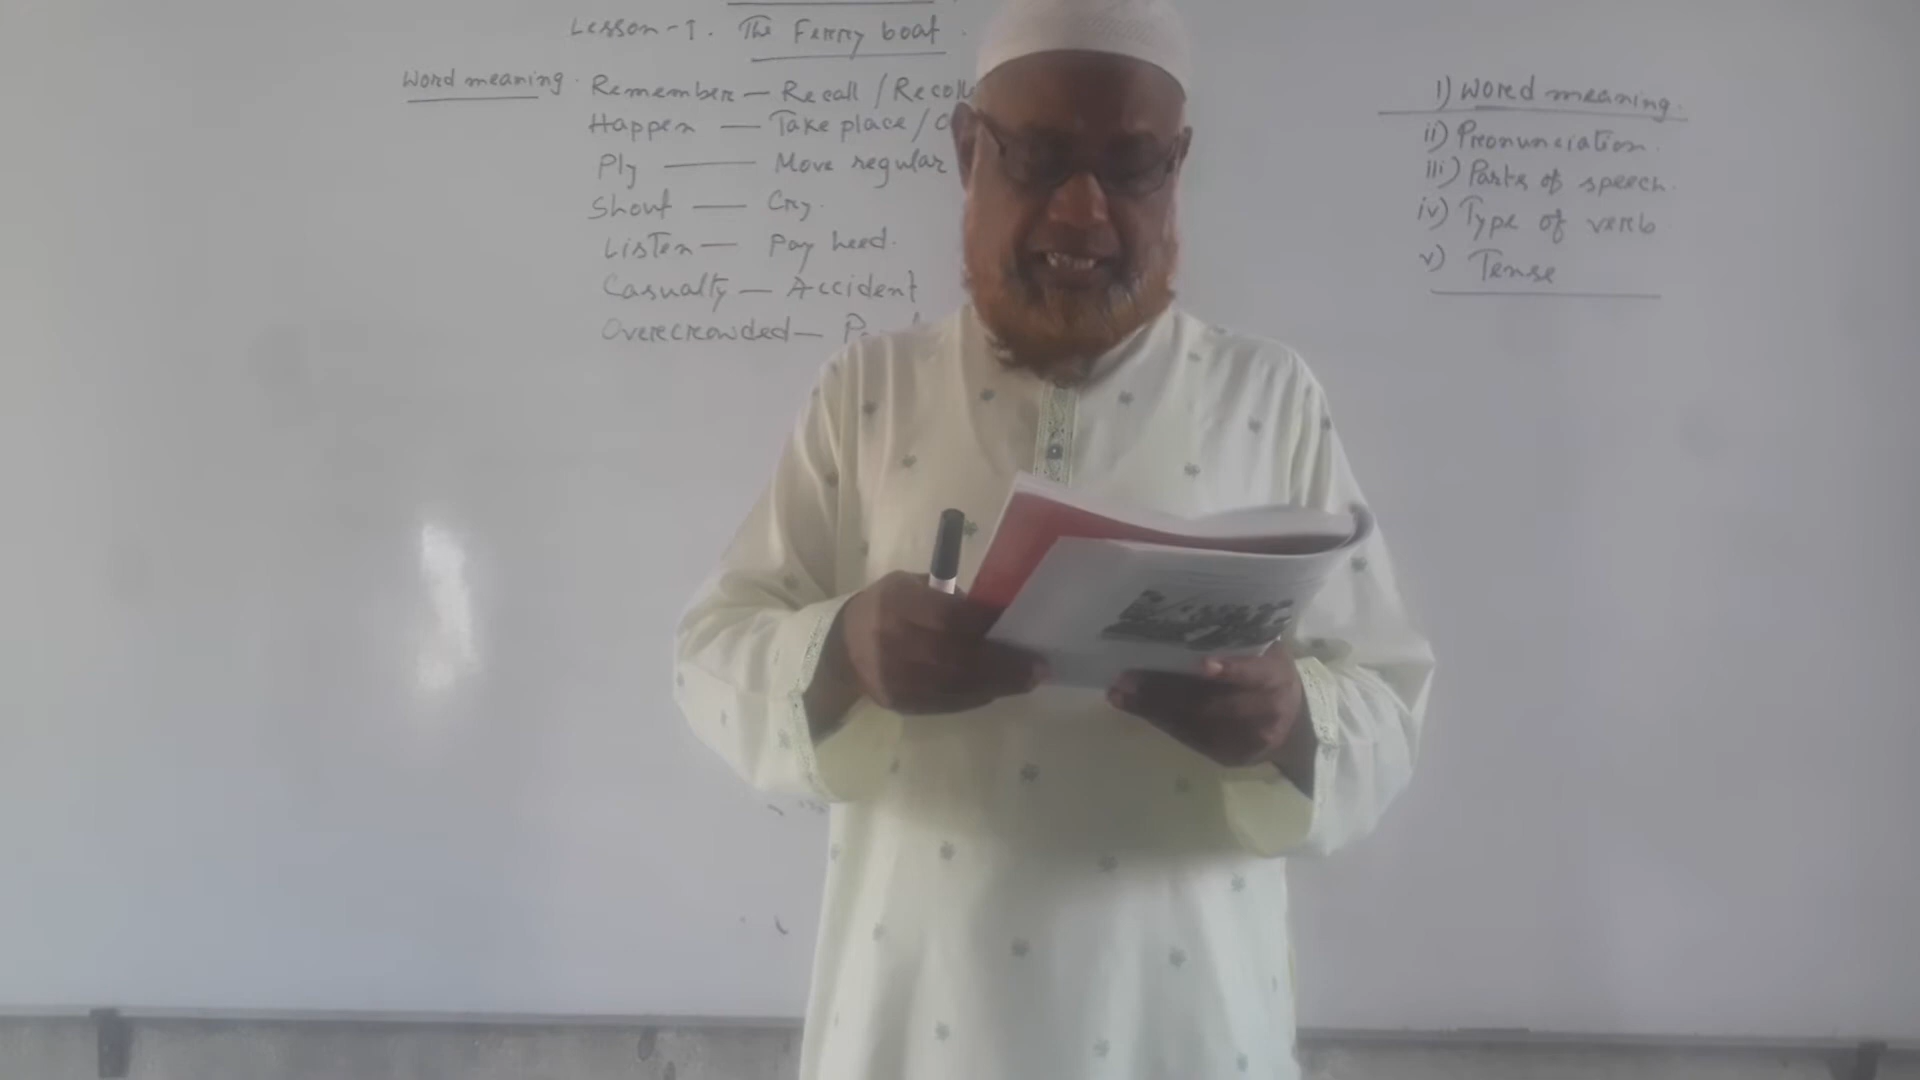 Lesson-1. The Ferry boat.
Word meaning. Remember — Recall / Recoll
Happen — Take place / O
Ply — Move regular
Shout — Cry.
Listen — Pay heed.
Casualty — Accident
Overcrowded —
i) Word meaning.
ii) Pronunciation.
iii) Parts of speech.
iv) Type of verb
v) Tense